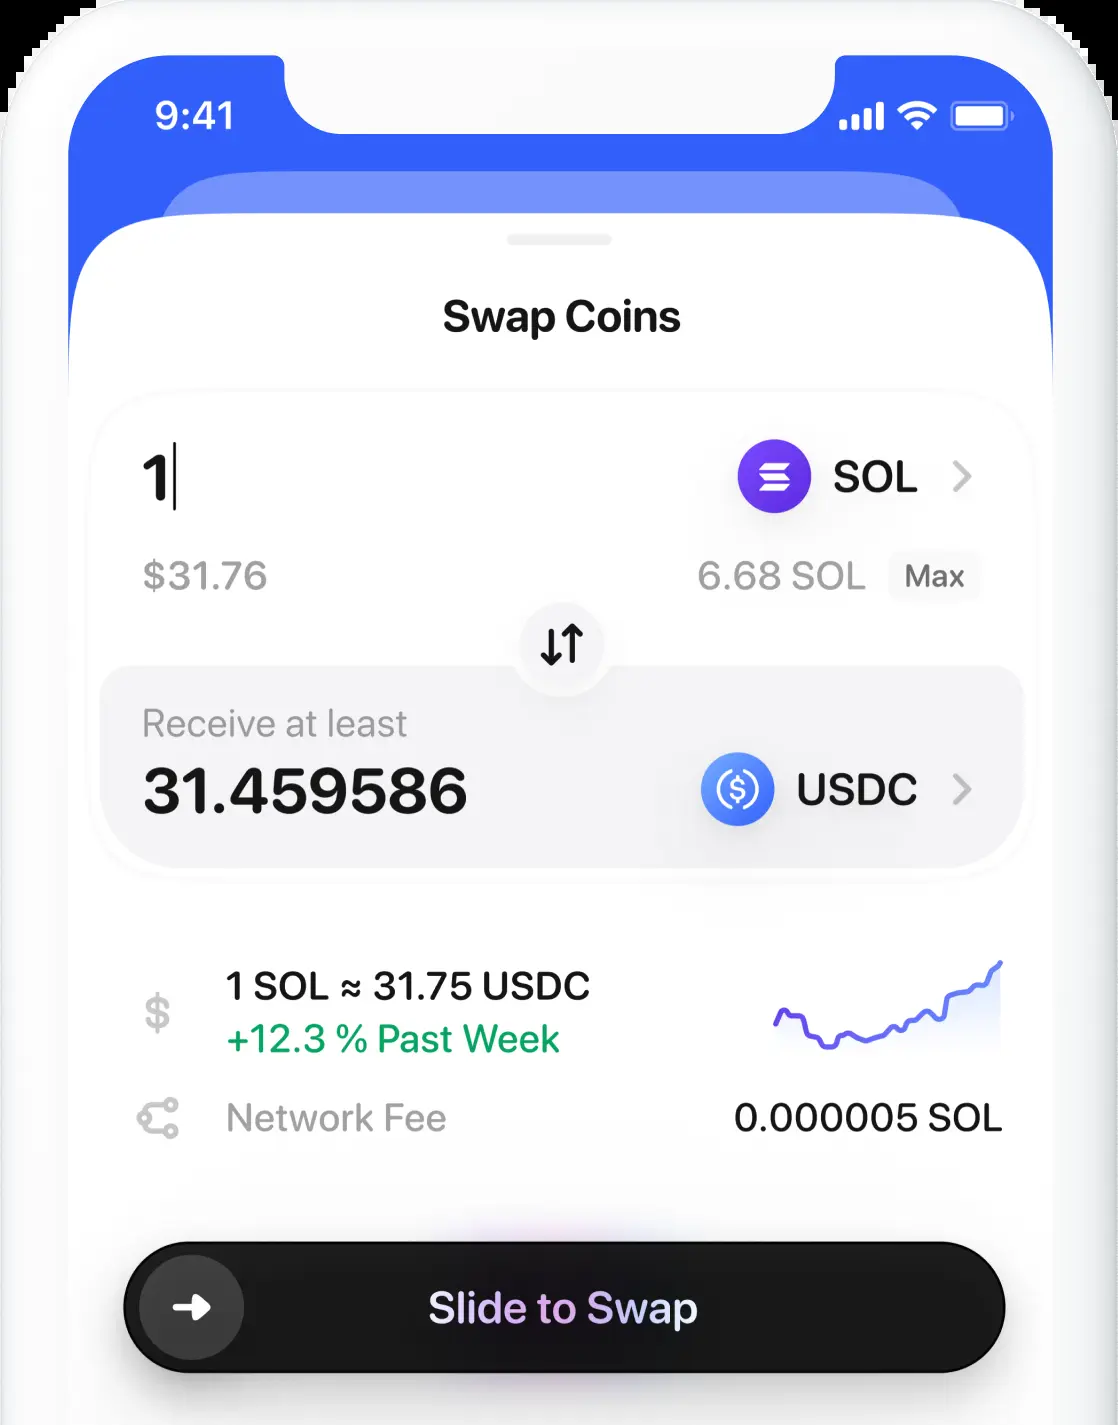 9:41
Swap Coins
1
SOL
$31.76
6.68 SOL
Max
Receive at least
31.459586
USDC
$
1 SOL ≈ 31.75 USDC
+12.3 % Past Week
Network Fee
0.000005 SOL
Slide to Swap